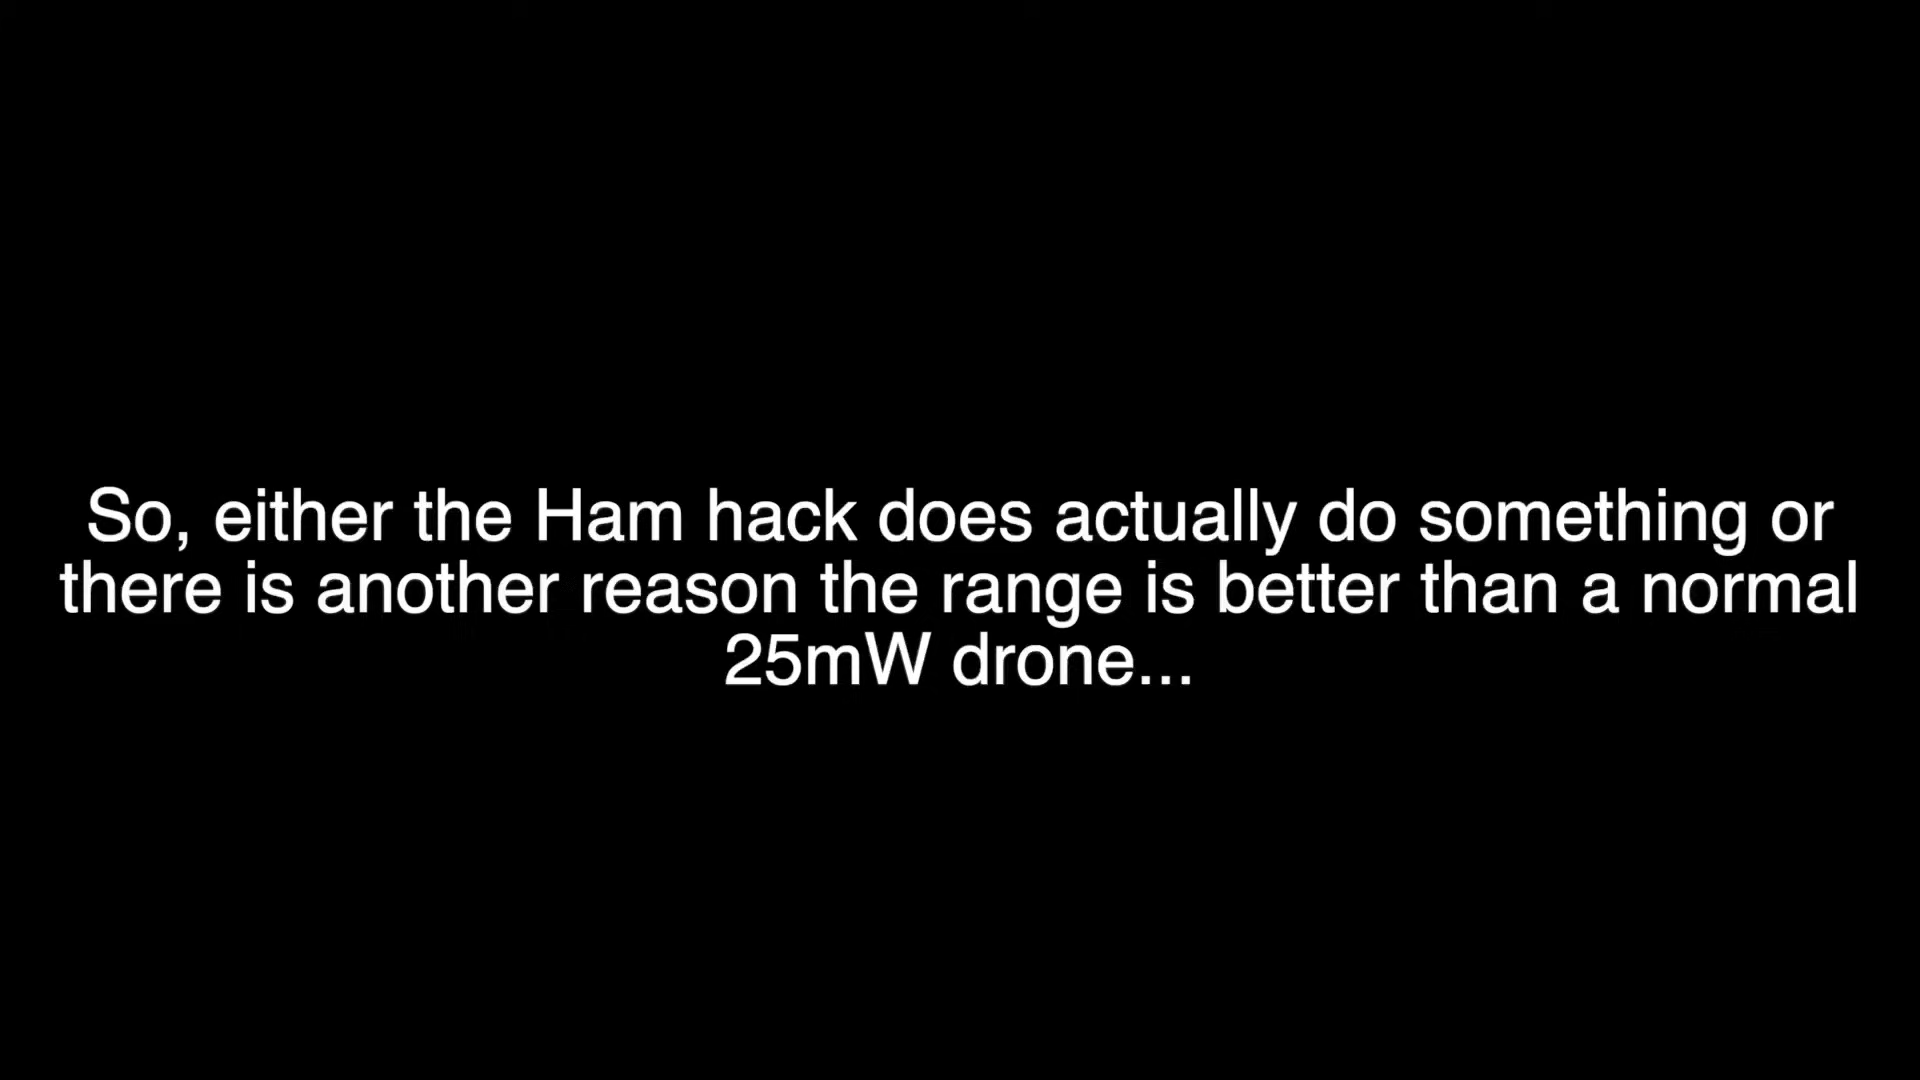 So, either the Ham hack does actually do something or
there is another reason the range is better than a normal
25mW drone...